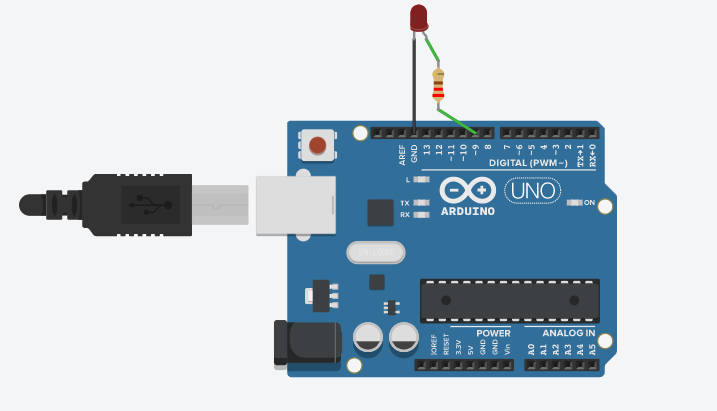 AREF
GND
13
12
~11
~10
~9
8
7
~6
~5
4
~3
2
TX→1
RX←0
DIGITAL (PWM~)
L
TX
RX
UNO
ARDUINO
ON
IOREF
RESET
3.3V
5V
GND
GND
Vin
POWER
ANALOG IN
A0
A1
A2
A3
A4
A5